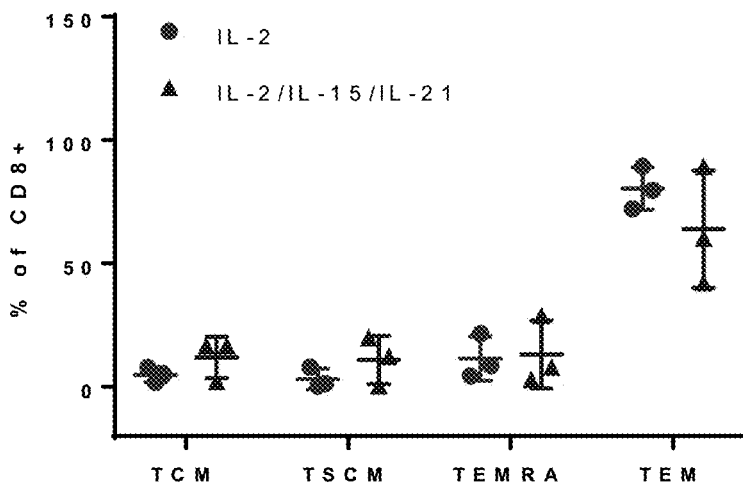 150
IL-2
IL-2/IL-15/IL-21
100
50
0
% of CD8+
TCM TSCM TEMRA TEM